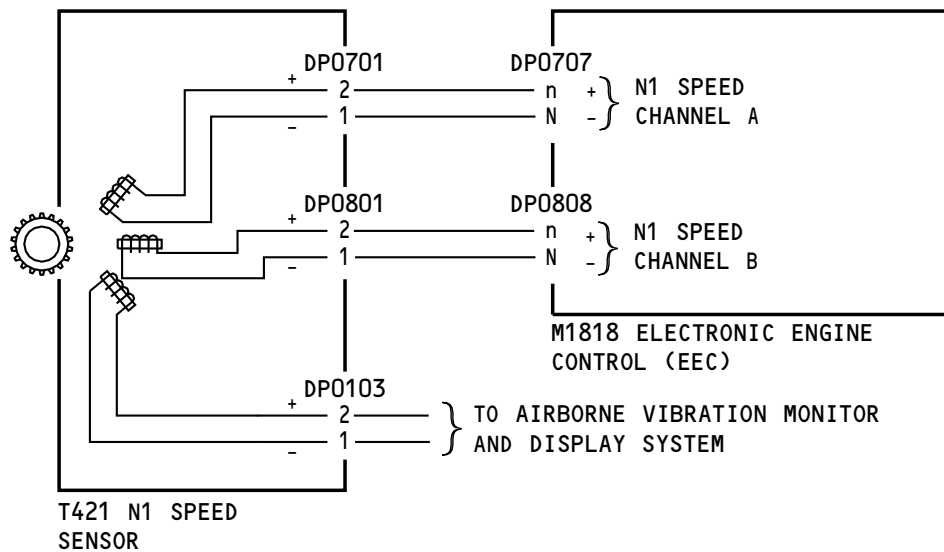 DP0701
DP0707
+ 2 n + N1 SPEED
- 1 N - CHANNEL A
DP0801
DP0808
+ 2 n + N1 SPEED
- 1 N - CHANNEL B
M1818 ELECTRONIC ENGINE
CONTROL (EEC)
DP0103
+ 2 TO AIRBORNE VIBRATION MONITOR
- 1 AND DISPLAY SYSTEM
T421 N1 SPEED
SENSOR